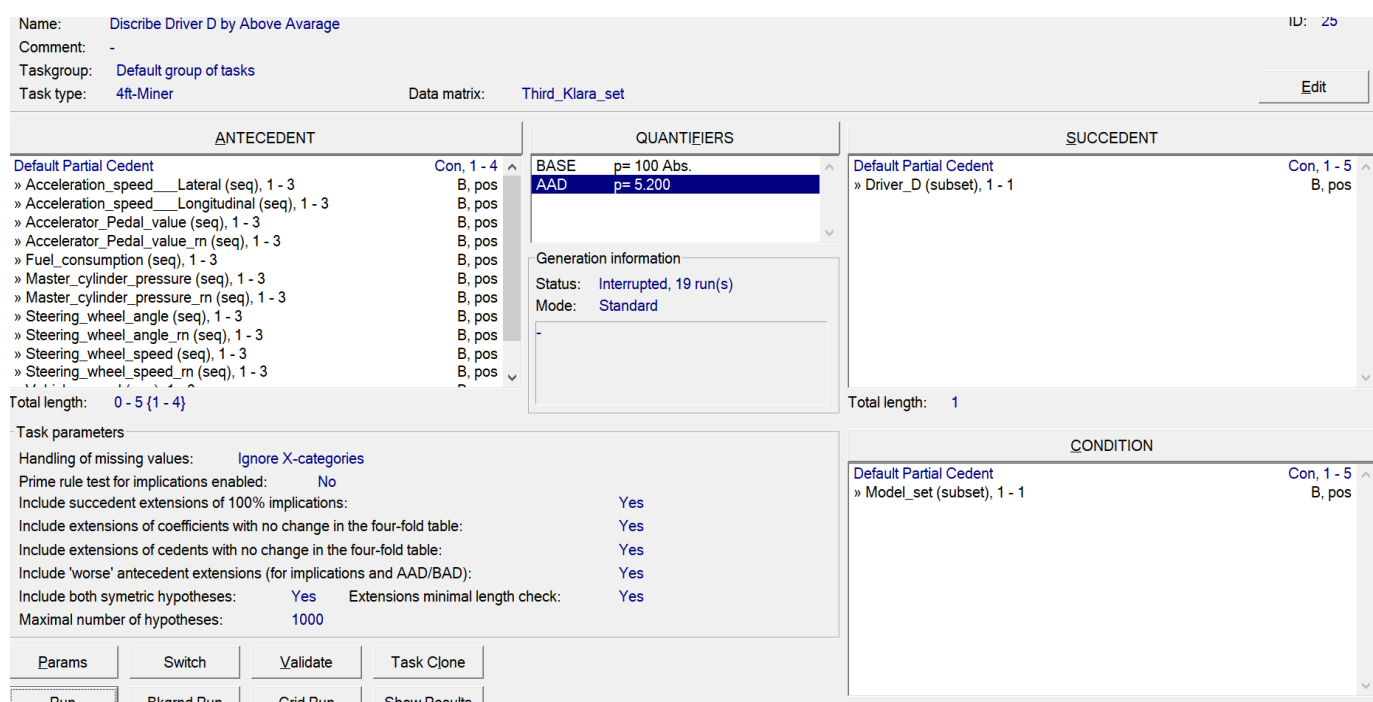 Name: Discribe Driver D by Above Avarage ID: 25
Comment: -
Taskgroup: Default group of tasks
Task type: 4ft-Miner Data matrix: Third_Klara_set
Edit
ANTECEDENT
Default Partial Cedent Con, 1 - 4
» Acceleration_speed___Lateral (seq), 1 - 3 B, pos
» Acceleration_speed___Longitudinal (seq), 1 - 3 B, pos
» Accelerator_Pedal_value (seq), 1 - 3 B, pos
» Accelerator_Pedal_value_rn (seq), 1 - 3 B, pos
» Fuel_consumption (seq), 1 - 3 B, pos
» Master_cylinder_pressure (seq), 1 - 3 B, pos
» Master_cylinder_pressure_rn (seq), 1 - 3 B, pos
» Steering_wheel_angle (seq), 1 - 3 B, pos
» Steering_wheel_angle_rn (seq), 1 - 3 B, pos
» Steering_wheel_speed (seq), 1 - 3 B, pos
» Steering_wheel_speed_rn (seq), 1 - 3 B, pos
Total length: 0 - 5 {1 - 4}
QUANTIFIERS
BASE p= 100 Abs.
AAD p= 5.200
Generation information
Status: Interrupted, 19 run(s)
Mode: Standard
-
SUCCEDENT
Default Partial Cedent Con, 1 - 5
» Driver_D (subset), 1 - 1 B, pos
Total length: 1
Task parameters
Handling of missing values: Ignore X-categories
Prime rule test for implications enabled: No
Include succedent extensions of 100% implications: Yes
Include extensions of coefficients with no change in the four-fold table: Yes
Include extensions of cedents with no change in the four-fold table: Yes
Include 'worse' antecedent extensions (for implications and AAD/BAD): Yes
Include both symetric hypotheses: Yes Extensions minimal length check: Yes
Maximal number of hypotheses: 1000
CONDITION
Default Partial Cedent Con, 1 - 5
» Model_set (subset), 1 - 1 B, pos
Params Switch Validate Task Clone
Run Bkgrnd Run Grid Run Show Results